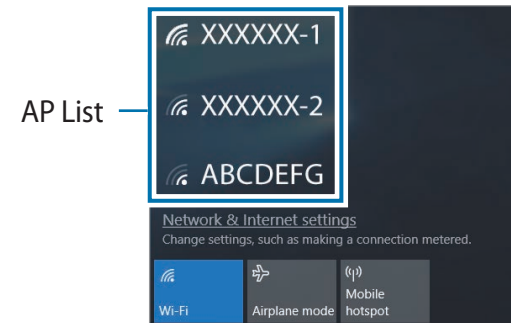 XXXXXX-1
AP List
XXXXXX-2
ABCDEFG
Network & Internet settings
Change settings, such as making a connection metered.
Wi-Fi
Airplane mode
Mobile
hotspot